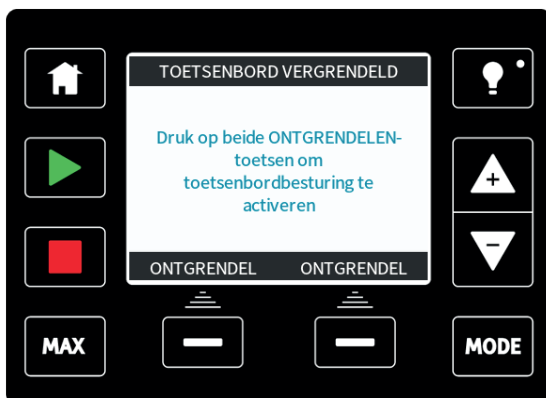 TOETSENBORD VERGRENDELD
Druk op beide ONTGRENDELEN-
toetsen om
toetsenbordbesturing te
activeren
ONTGRENDEL ONTGRENDEL
MAX
MODE